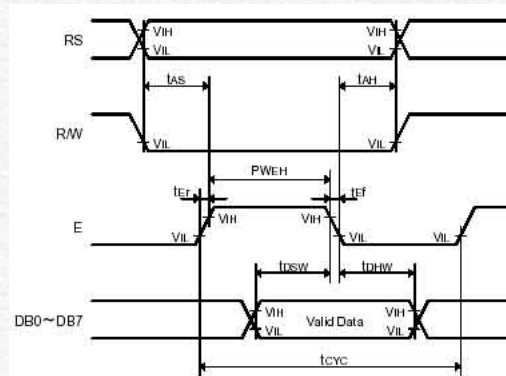 RS
VIH
VIH
VIL
VIL
tAS
tAH
R/W
VIL
VIL
PWEH
tEr
tEf
VIH
VIH
E
VIL
VIL
VIL
tDSW
tDHW
DB0～DB7
VIH
Valid Data
VIH
VIL
VIL
tCYC